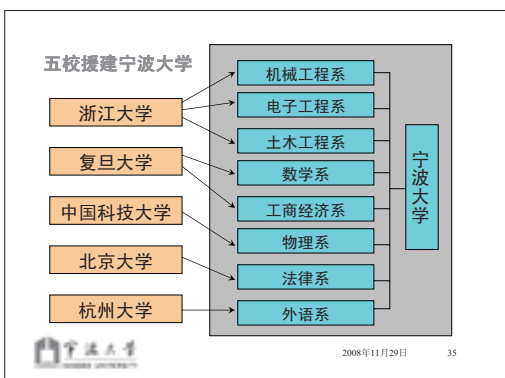 五校援建宁波大学
浙江大学
复旦大学
中国科技大学
北京大学
杭州大学
机械工程系
电子工程系
土木工程系
数学系
工商经济系
物理系
法律系
外语系
宁波大学
宁波大学
2008年11月29日
35